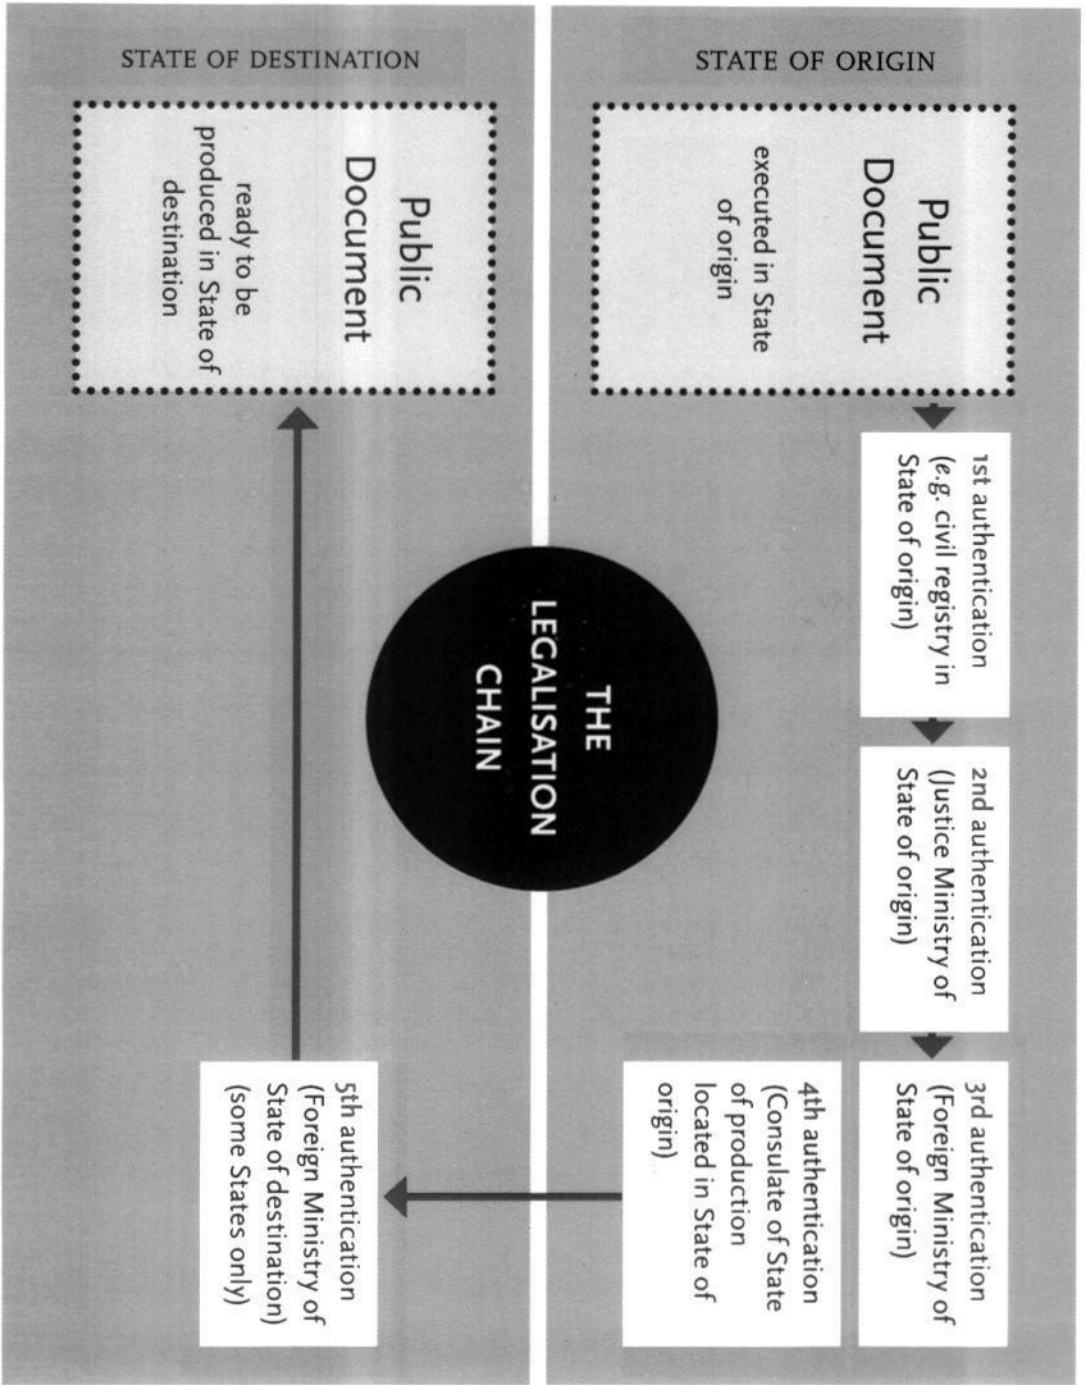 STATE OF ORIGIN
Public
Document
executed in State
of origin
1st authentication
(e.g. civil registry in
State of origin)
2nd authentication
(Justice Ministry of
State of origin)
3rd authentication
(Foreign Ministry of
State of origin)
4th authentication
(Consulate of State
of production
located in State of
origin)
THE
LEGALISATION
CHAIN
STATE OF DESTINATION
Public
Document
ready to be
produced in State of
destination
5th authentication
(Foreign Ministry of
State of destination)
(some States only)